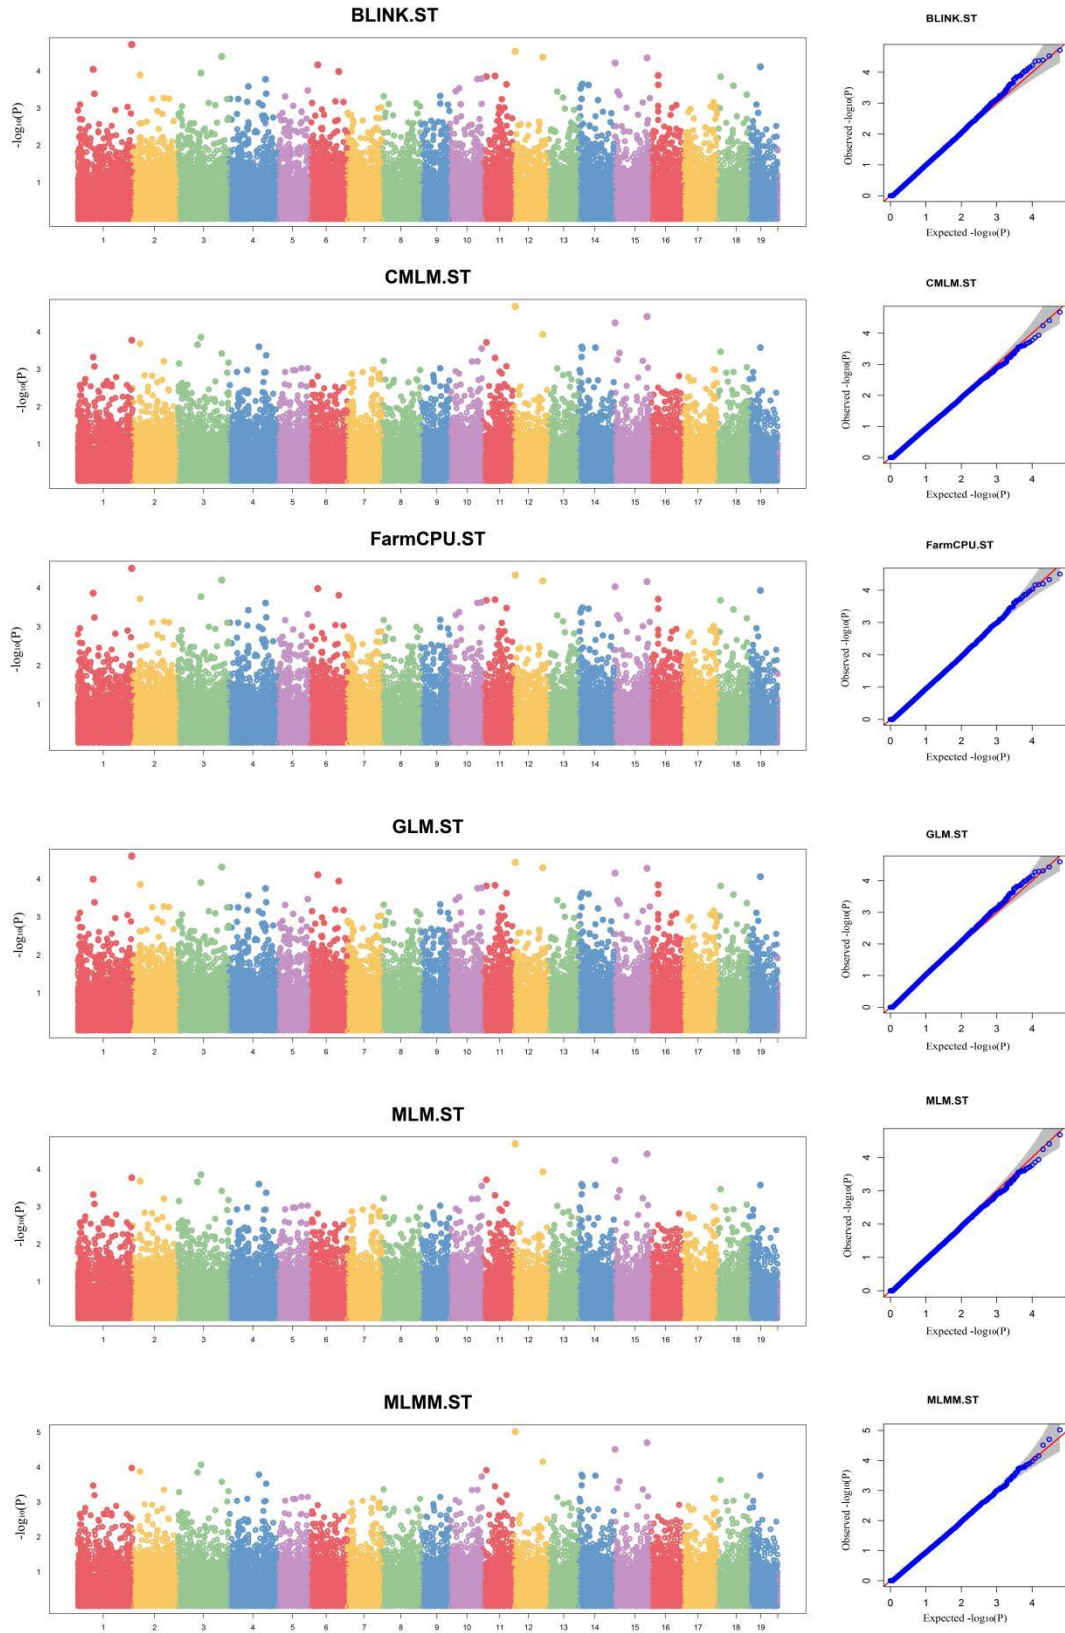 BLINK.ST
BLINK.ST
-log₁₀(P)
4
3
2
1
1 2 3 4 5 6 7 8 9 10 11 12 13 14 15 16 17 18 19
Observed -log₁₀(P)
4
3
2
1
0
0 1 2 3 4
Expected -log₁₀(P)
CMLM.ST
CMLM.ST
-log₁₀(P)
4
3
2
1
1 2 3 4 5 6 7 8 9 10 11 12 13 14 15 16 17 18 19
Observed -log₁₀(P)
4
3
2
1
0
0 1 2 3 4
Expected -log₁₀(P)
FarmCPU.ST
FarmCPU.ST
-log₁₀(P)
4
3
2
1
1 2 3 4 5 6 7 8 9 10 11 12 13 14 15 16 17 18 19
Observed -log₁₀(P)
4
3
2
1
0
0 1 2 3 4
Expected -log₁₀(P)
GLM.ST
GLM.ST
-log₁₀(P)
4
3
2
1
1 2 3 4 5 6 7 8 9 10 11 12 13 14 15 16 17 18 19
Observed -log₁₀(P)
4
3
2
1
0
0 1 2 3 4
Expected -log₁₀(P)
MLM.ST
MLM.ST
-log₁₀(P)
4
3
2
1
1 2 3 4 5 6 7 8 9 10 11 12 13 14 15 16 17 18 19
Observed -log₁₀(P)
4
3
2
1
0
0 1 2 3 4
Expected -log₁₀(P)
MLMM.ST
MLMM.ST
-log₁₀(P)
5
4
3
2
1
1 2 3 4 5 6 7 8 9 10 11 12 13 14 15 16 17 18 19
Observed -log₁₀(P)
5
4
3
2
1
0
0 1 2 3 4
Expected -log₁₀(P)